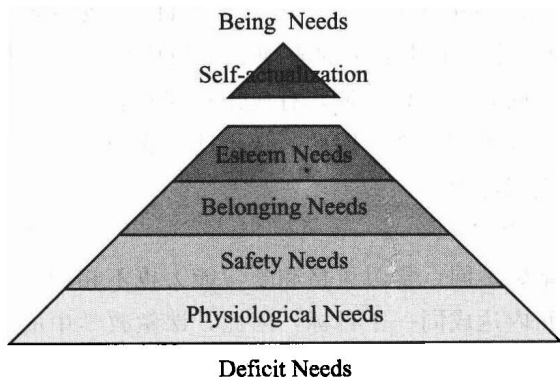 Being Needs
Self-actualization
Esteem Needs
Belonging Needs
Safety Needs
Physiological Needs
Deficit Needs